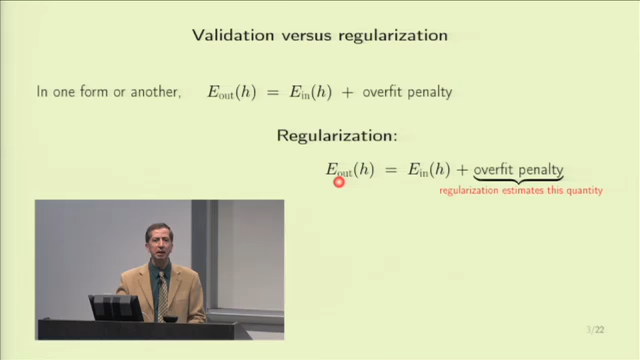 Validation versus regularization
In one form or another, E_out(h) = E_in(h) + overfit penalty
Regularization:
E_out(h) = E_in(h) + overfit penalty
regularization estimates this quantity
3/22